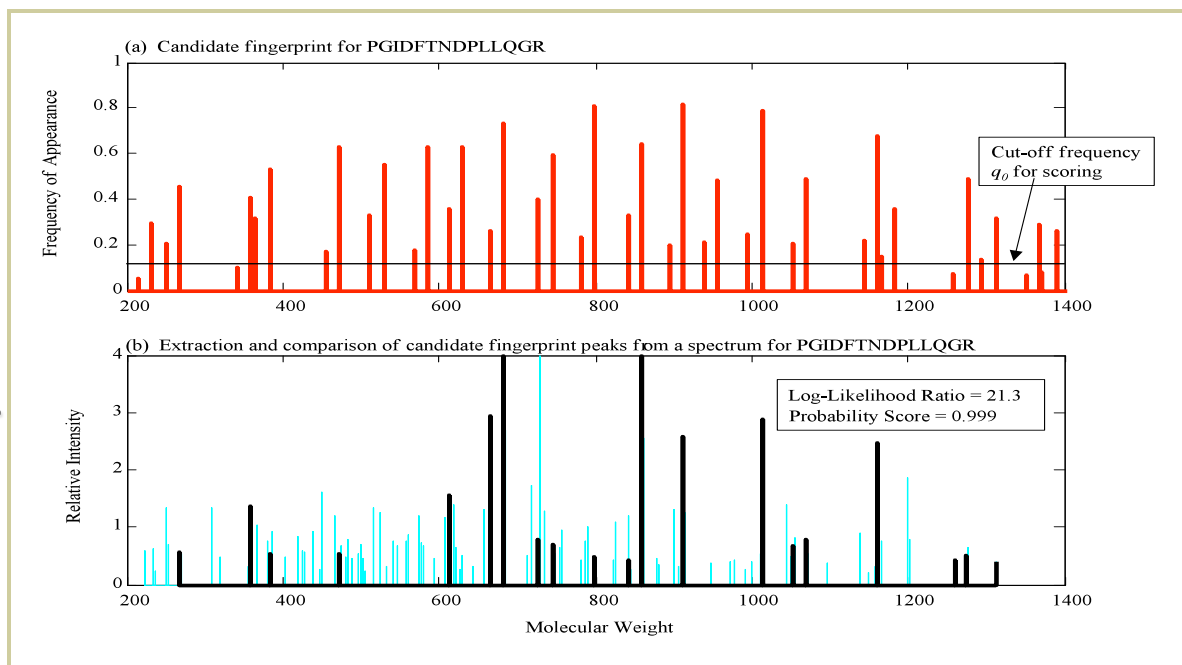 (a) Candidate fingerprint for PGIDFTNDPLLQGR
1
0.8
0.6
0.4
0.2
0
Frequency of Appearance
Cut-off frequency
q0 for scoring
200 400 600 800 1000 1200 1400
(b) Extraction and comparison of candidate fingerprint peaks from a spectrum for PGIDFTNDPLLQGR
4
3
2
1
0
Relative Intensity
Log-Likelihood Ratio = 21.3
Probability Score = 0.999
200 400 600 800 1000 1200 1400
Molecular Weight